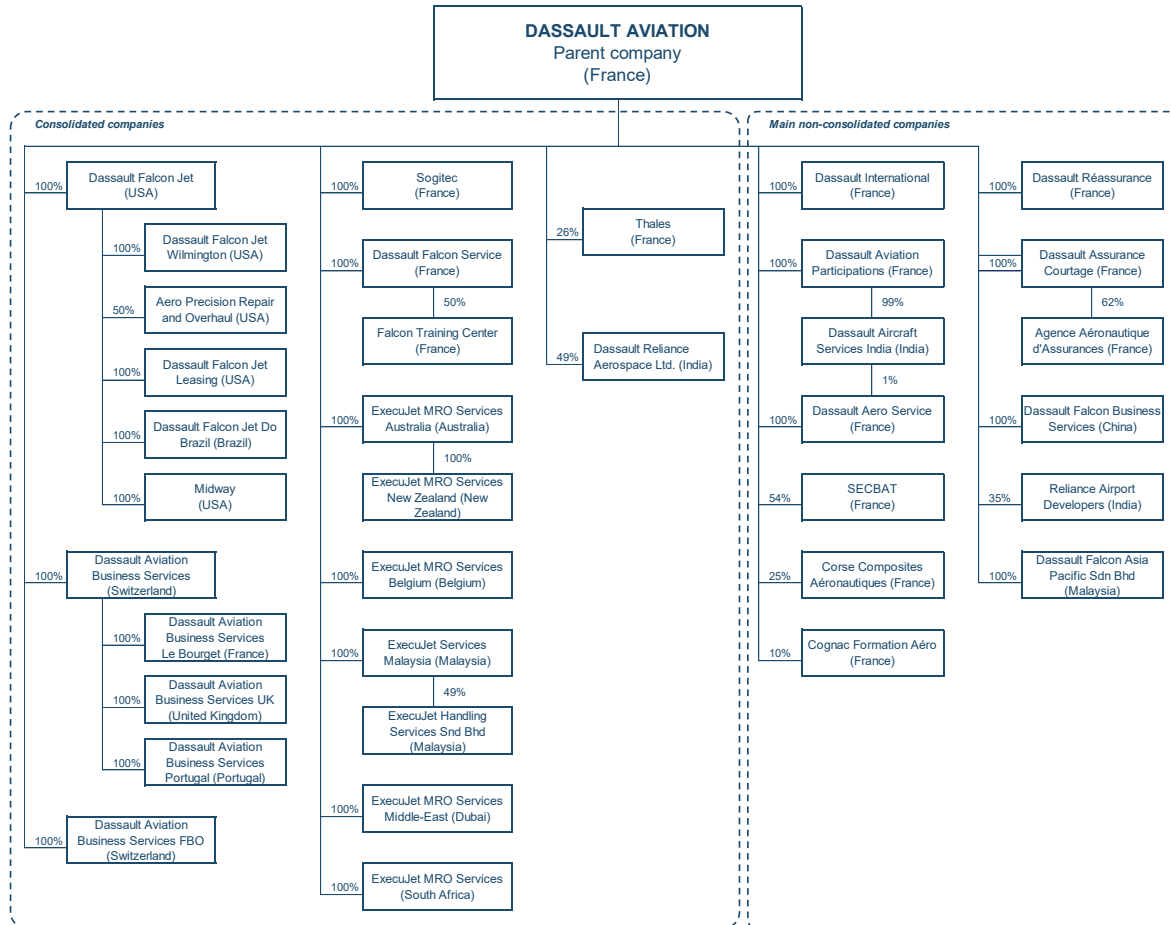 DASSAULT AVIATION
Parent company
(France)
Consolidated companies
100%
Dassault Falcon Jet
(USA)
100%
Dassault Falcon Jet
Wilmington (USA)
50%
Aero Precision Repair
and Overhaul (USA)
100%
Dassault Falcon Jet
Leasing (USA)
100%
Dassault Falcon Jet Do
Brazil (Brazil)
100%
Midway
(USA)
100%
Dassault Aviation
Business Services
(Switzerland)
100%
Dassault Aviation
Business Services
Le Bourget (France)
100%
Dassault Aviation
Business Services UK
(United Kingdom)
100%
Dassault Aviation
Business Services
Portugal (Portugal)
100%
Dassault Aviation
Business Services FBO
(Switzerland)
100%
Sogitec
(France)
100%
Dassault Falcon Service
(France)
50%
Falcon Training Center
(France)
100%
ExecuJet MRO Services
Australia (Australia)
100%
ExecuJet MRO Services
New Zealand (New
Zealand)
100%
ExecuJet MRO Services
Belgium (Belgium)
100%
ExecuJet Services
Malaysia (Malaysia)
49%
ExecuJet Handling
Services Snd Bhd
(Malaysia)
100%
ExecuJet MRO Services
Middle-East (Dubai)
100%
ExecuJet MRO Services
(South Africa)
26%
Thales
(France)
49%
Dassault Reliance
Aerospace Ltd. (India)
Main non-consolidated companies
100%
Dassault International
(France)
100%
Dassault Aviation
Participations (France)
99%
Dassault Aircraft
Services India (India)
1%
100%
Dassault Aero Service
(France)
54%
SECBAT
(France)
25%
Corse Composites
Aéronautiques (France)
10%
Cognac Formation Aéro
(France)
100%
Dassault Réassurance
(France)
100%
Dassault Assurance
Courtage (France)
62%
Agence Aéronautique
d'Assurances (France)
100%
Dassault Falcon Business
Services (China)
35%
Reliance Airport
Developers (India)
100%
Dassault Falcon Asia
Pacific Sdn Bhd
(Malaysia)